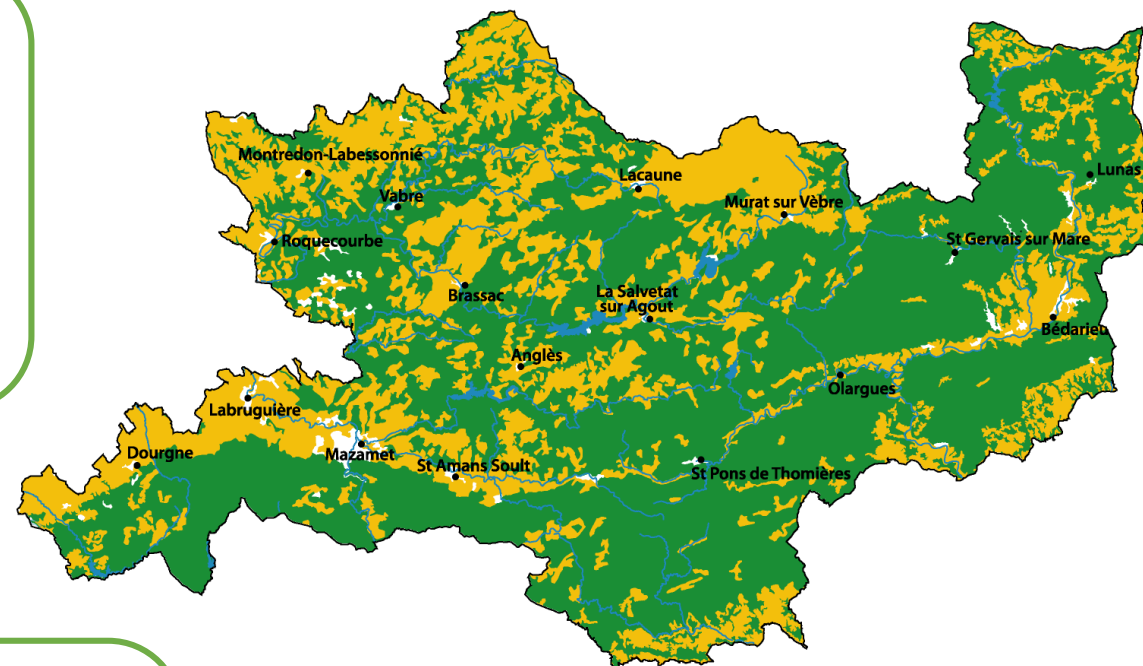 Montredon-Labessonnié
Lacaune
Lunas
Vabre
Murat sur Vèbre
Roquecourbe
St Gervais sur Mare
Brassac
La Salvetat
sur Agout
Bédarieu
Anglès
Olargues
Labruguière
Dourgne
Mazamet
St Amans Soult
St Pons de Thomières